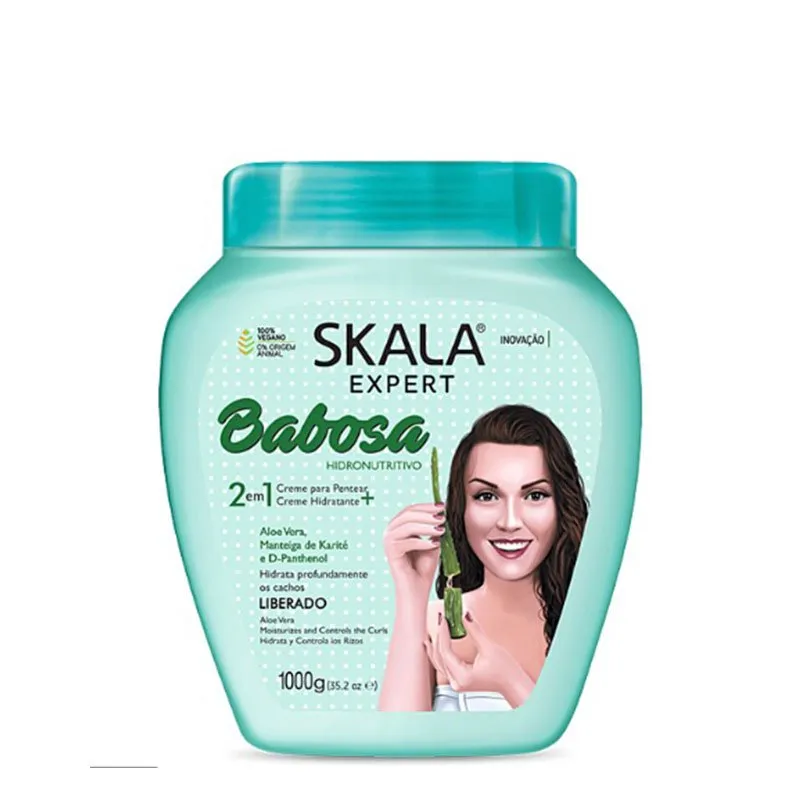 100%
VEGANO
0% ORIGEM
ANIMAL
SKALA®
INOVAÇÃO
EXPERT
Babosa
HIDRONUTRITIVO
2em1 Creme para Pentear
Creme Hidratante +
Aloe Vera,
Manteiga de Karité
e D-Panthenol
Hidrata profundamente
os cachos
LIBERADO
Aloe Vera
Moisturizes and Controls the Curls
Hidrata y Controla los Rizos
1000g (35.2 oz ℮)